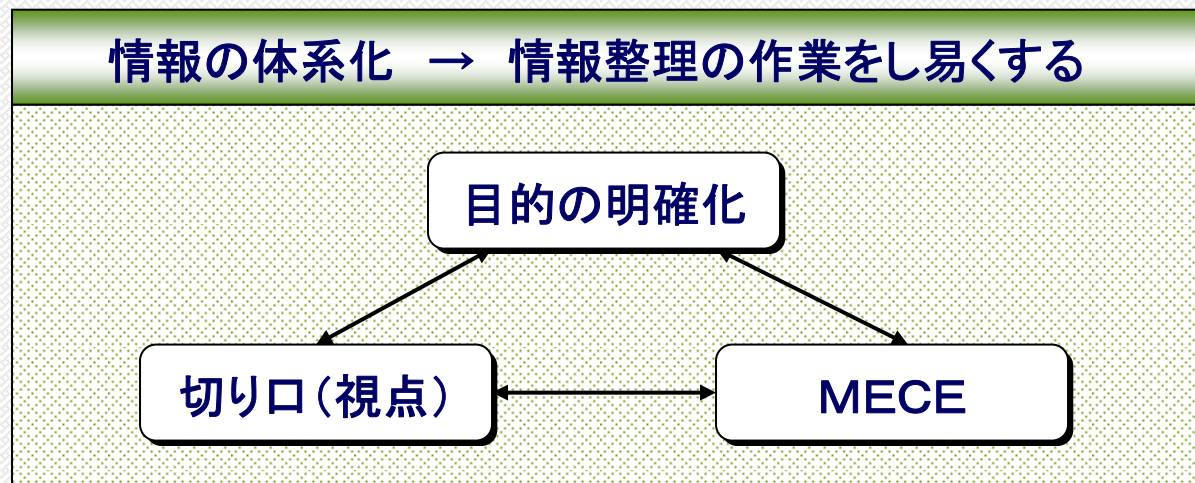 情報の体系化 → 情報整理の作業をし易くする
目的の明確化
切り口(視点)
MECE